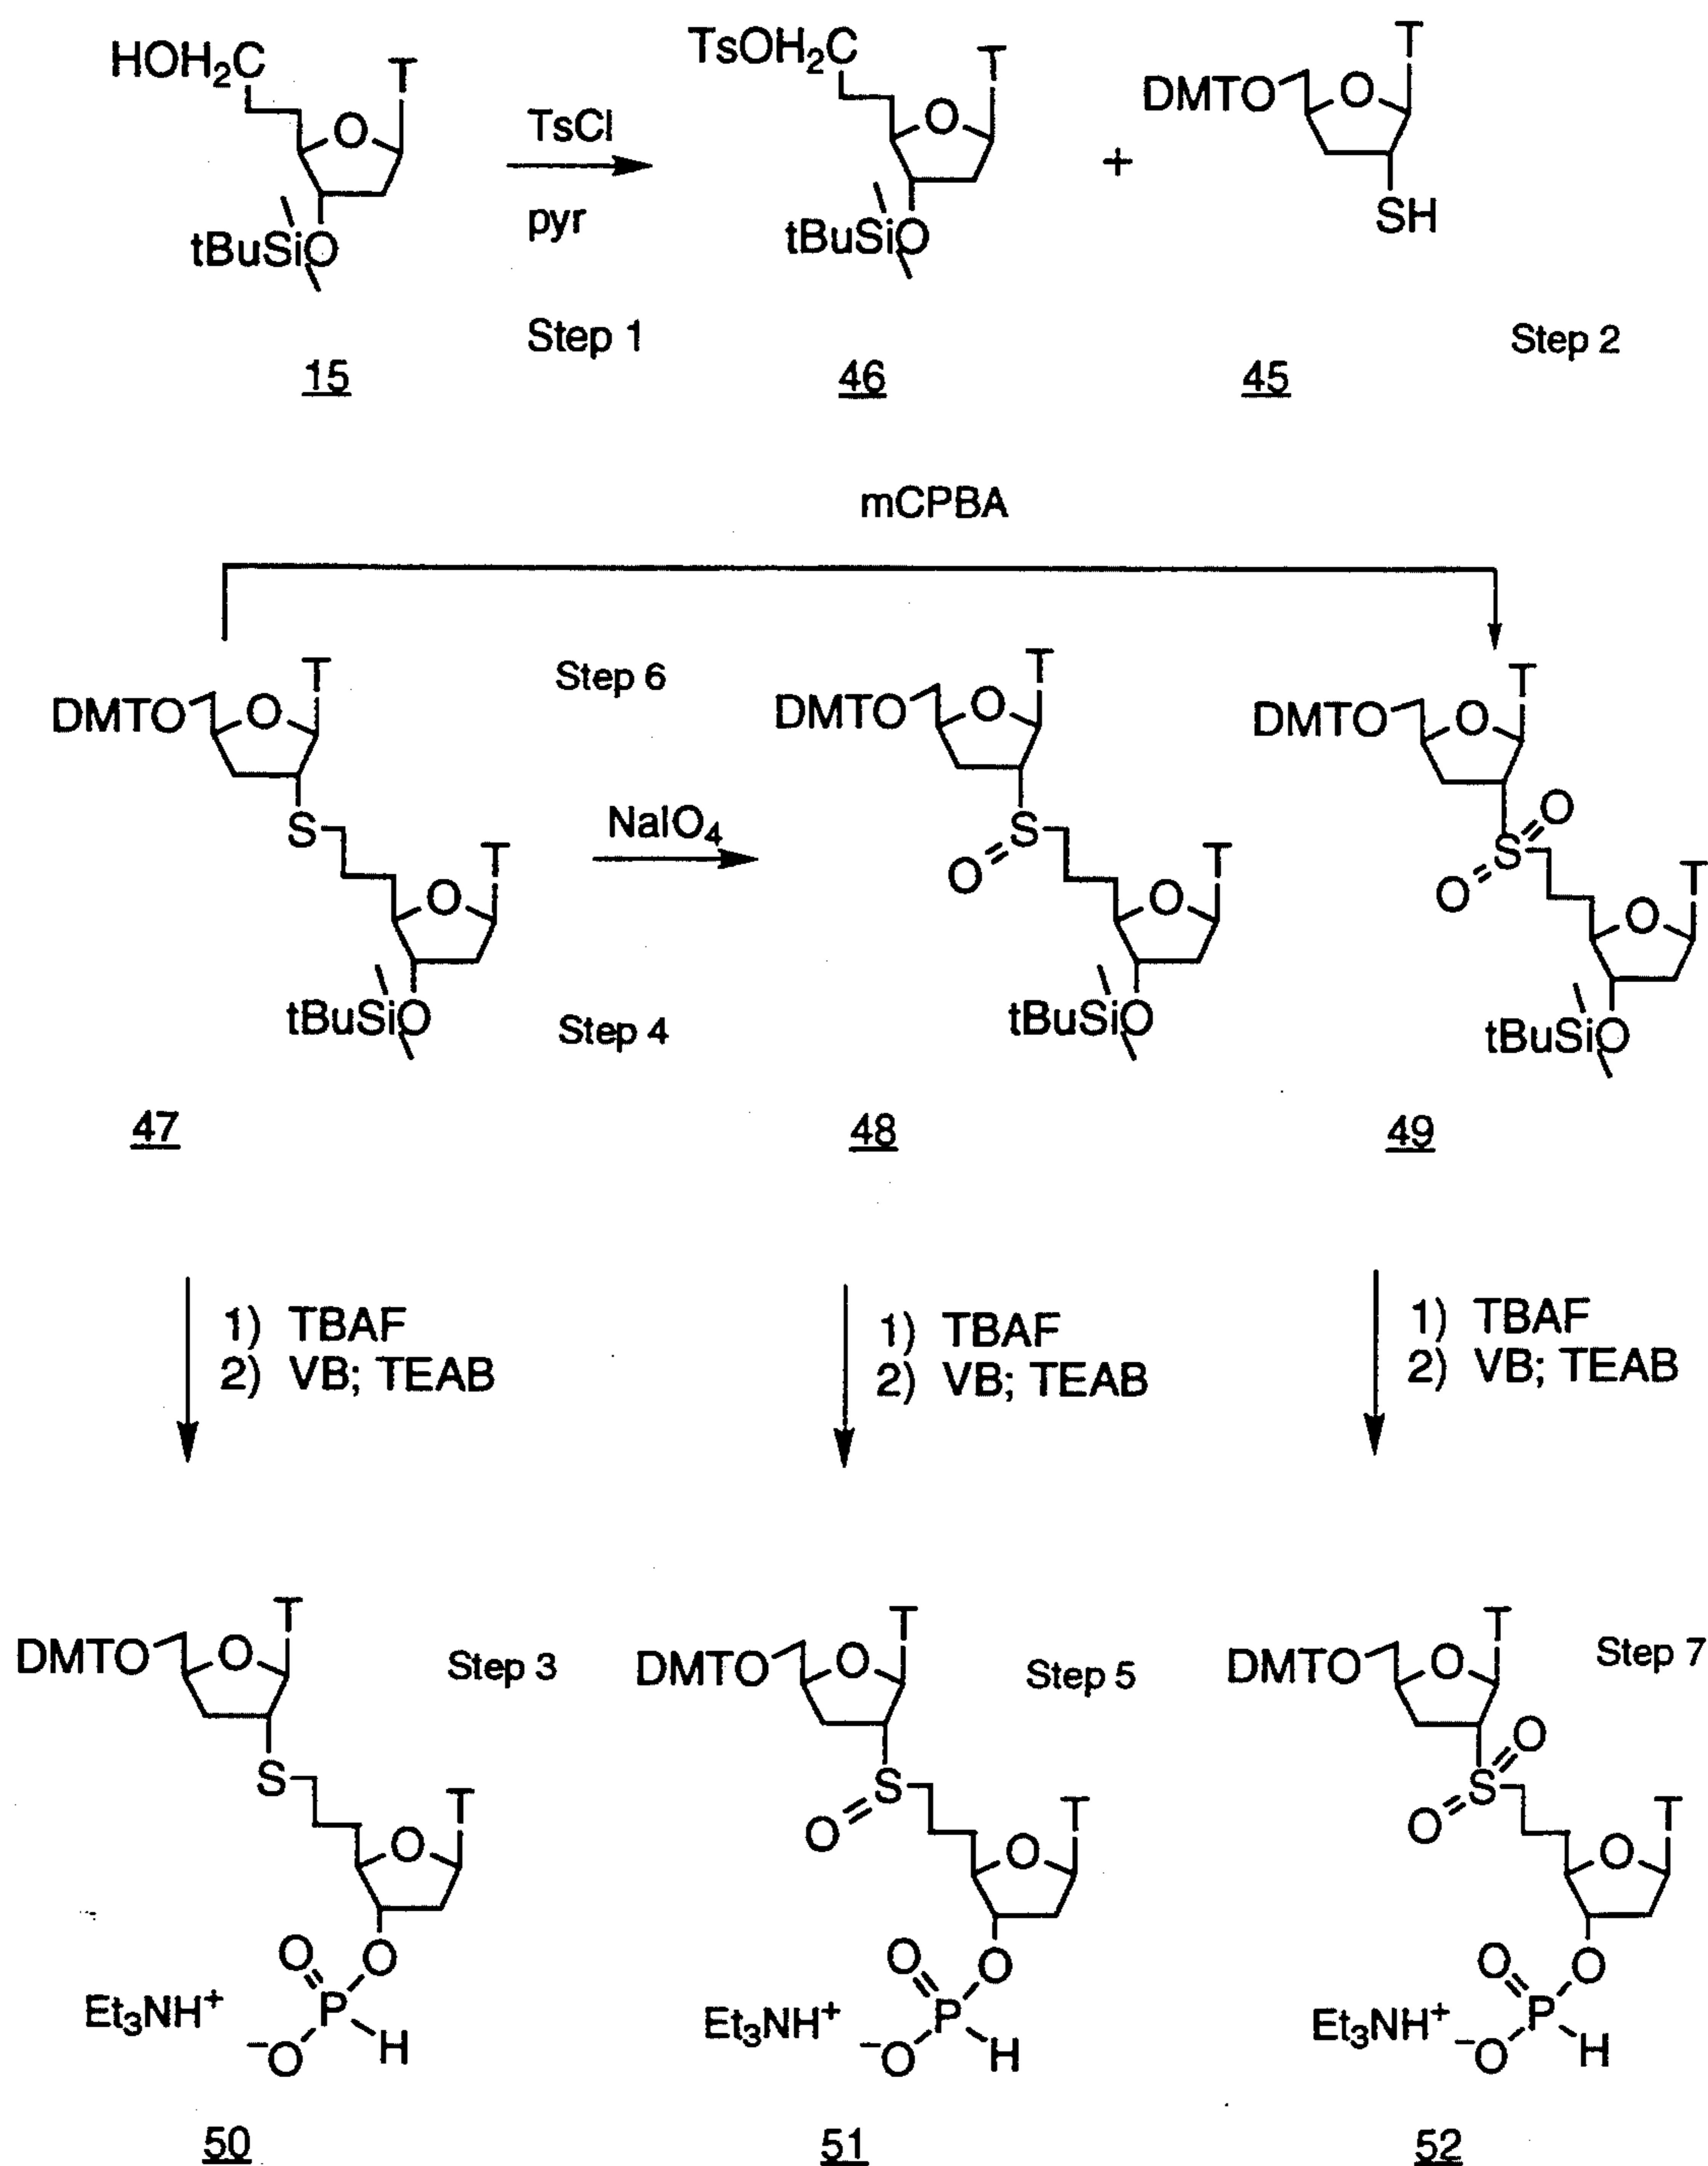 HOH2C T
O
tBuSiO
TsCl
pyr
Step 1
15
TsOH2C T
O
tBuSiO
46
+
DMTO O T
SH
45
Step 2
mCPBA
DMTO O T
S
O T
tBuSiO
47
Step 6
NaIO4
Step 4
DMTO O T
S
O
O T
tBuSiO
48
DMTO O T
O
S
O
O T
tBuSiO
49
1) TBAF
2) VB; TEAB
1) TBAF
2) VB; TEAB
1) TBAF
2) VB; TEAB
DMTO O T
Step 3
S
O T
O O
Et3NH+ P
-O H
50
DMTO O T
Step 5
S
O
O T
O O
Et3NH+ P
-O H
51
DMTO O T
Step 7
O
S
O
O T
O O
Et3NH+ P
-O H
52